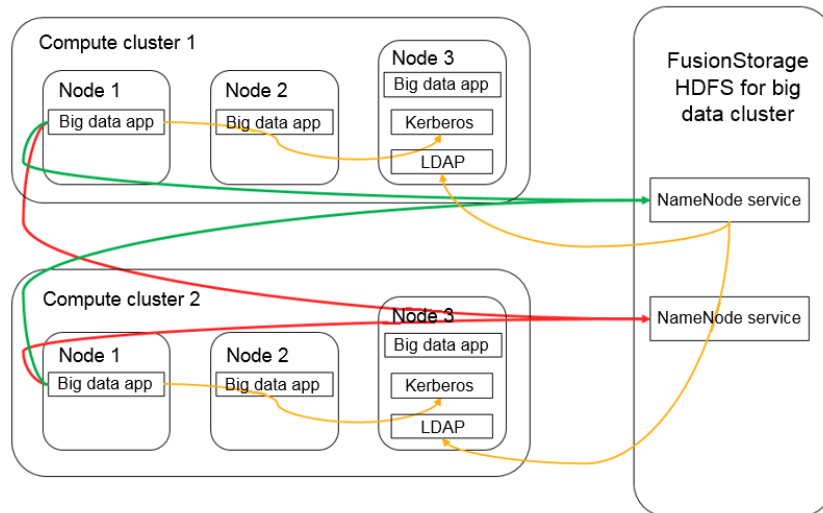 Compute cluster 1
Node 1
Big data app
Node 2
Big data app
Node 3
Big data app
Kerberos
LDAP
Compute cluster 2
Node 1
Big data app
Node 2
Big data app
Node 3
Big data app
Kerberos
LDAP
FusionStorage
HDFS for big
data cluster
NameNode service
NameNode service